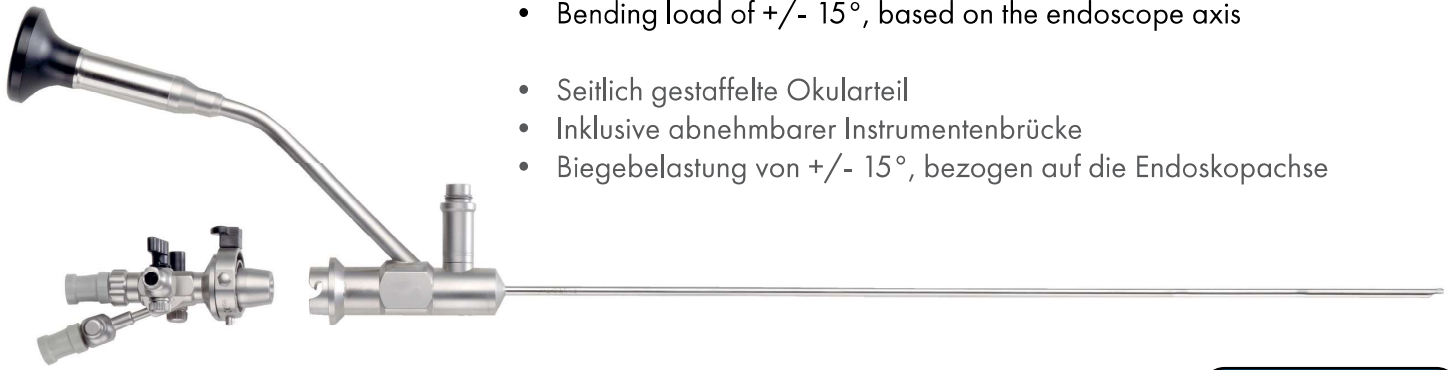 • Bending load of +/- 15°, based on the endoscope axis
• Seitlich gestaffelte Okularteil
• Inklusive abnehmbarer Instrumentenbrücke
• Biegebelastung von +/- 15°, bezogen auf die Endoskopachse